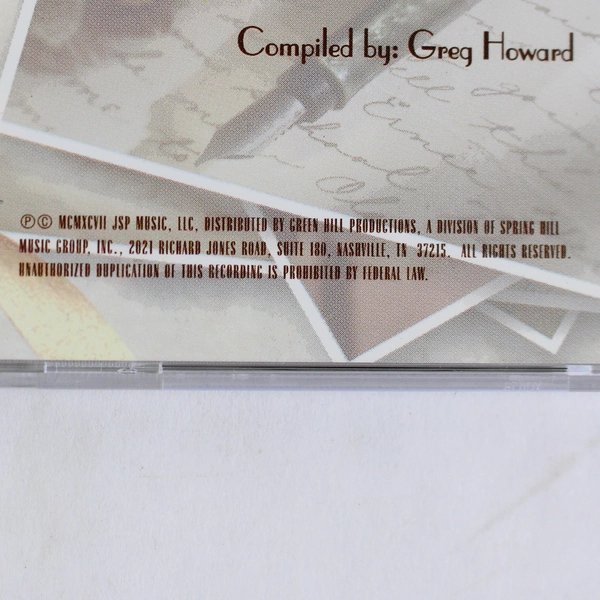 Compiled by: Greg Howard
℗© MCMXCVII JSP MUSIC, LLC, DISTRIBUTED BY GREEN HILL PRODUCTIONS, A DIVISION OF SPRING HILL
MUSIC GROUP, INC., 2021 RICHARD JONES ROAD, SUITE 180, NASHVILLE, TN 37215. ALL RIGHTS RESERVED.
UNAUTHORIZED DUPLICATION OF THIS RECORDING IS PROHIBITED BY FEDERAL LAW.